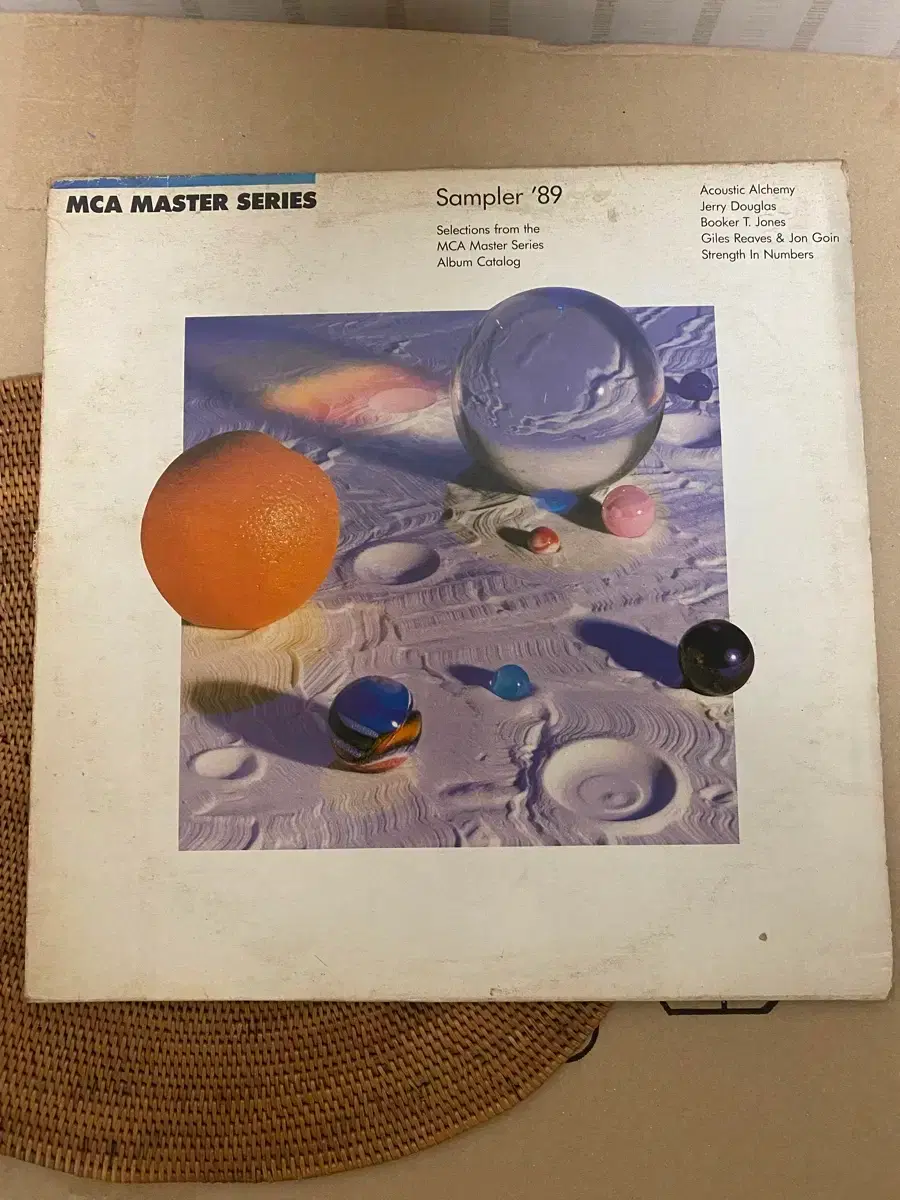 MCA MASTER SERIES
Sampler '89
Selections from the
MCA Master Series
Album Catalog
Acoustic Alchemy
Jerry Douglas
Booker T. Jones
Giles Reaves & Jon Goin
Strength In Numbers